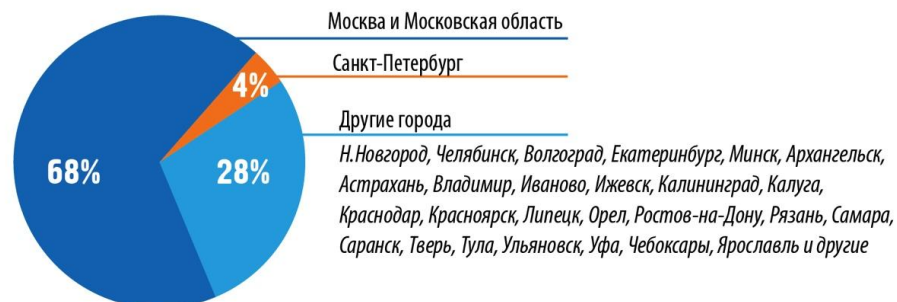 Москва и Московская область
Санкт-Петербург
4%
Другие города
68%
28%
Н.Новгород, Челябинск, Волгоград, Екатеринбург, Минск, Архангельск,
Астрахань, Владимир, Иваново, Ижевск, Калининград, Калуга,
Краснодар, Красноярск, Липецк, Орел, Ростов-на-Дону, Рязань, Самара,
Саранск, Тверь, Тула, Ульяновск, Уфа, Чебоксары, Ярославль и другие